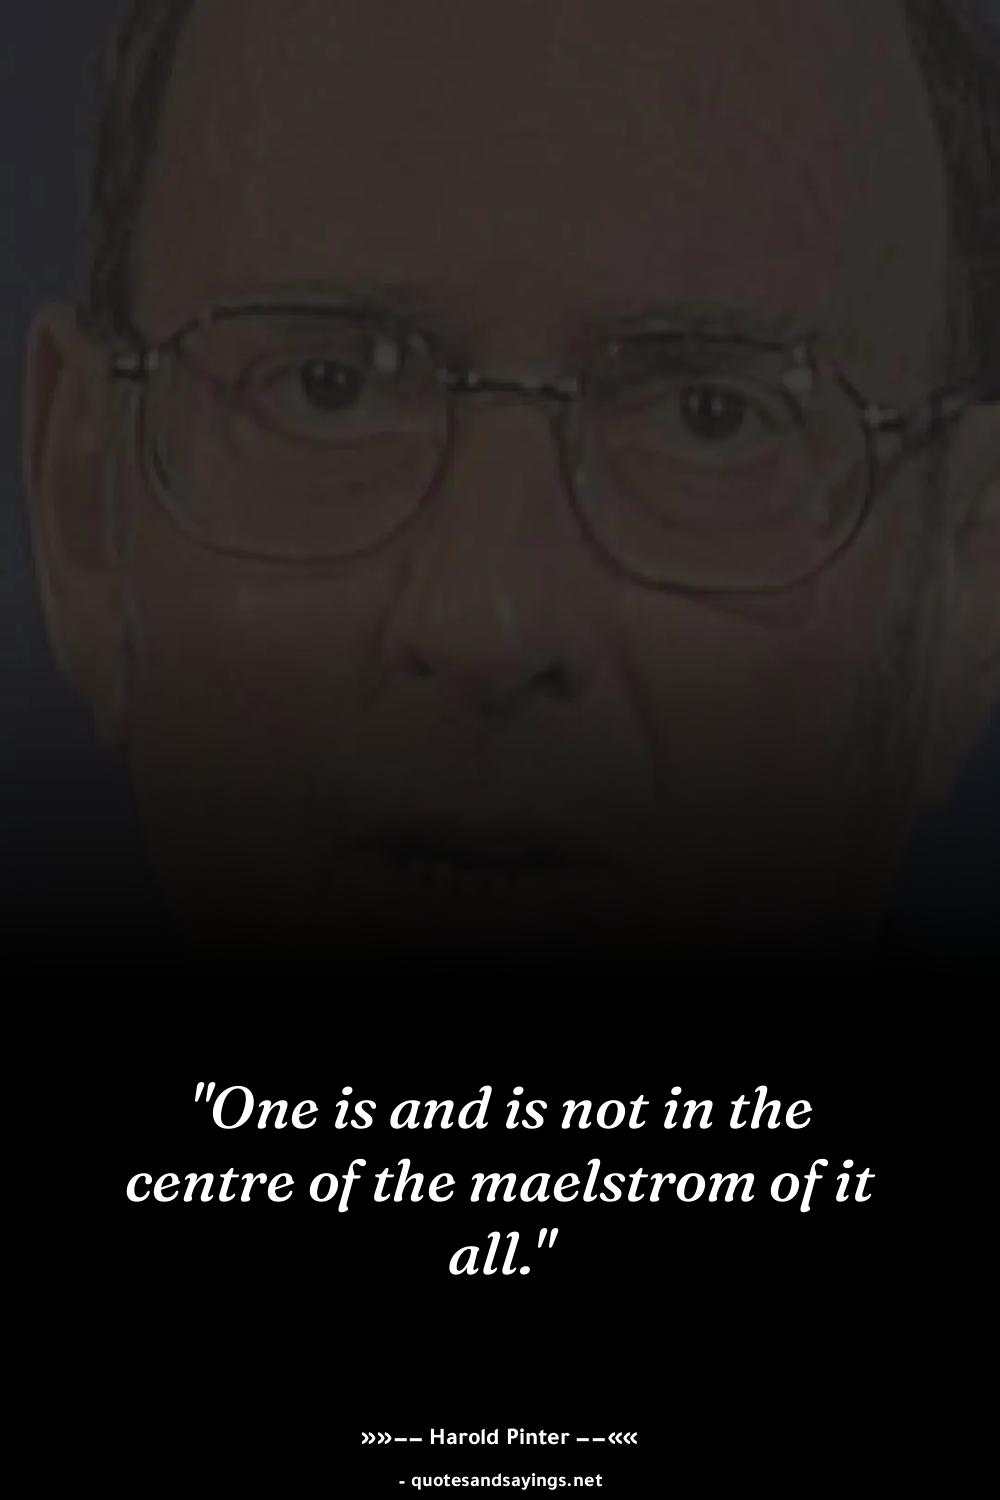 "One is and is not in the
centre of the maelstrom of it
all."
»»−− Harold Pinter −−««
- quotesandsayings.net